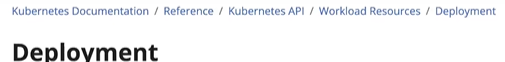 Kubernetes Documentation / Reference / Kubernetes API / Workload Resources / Deployment
Deployment